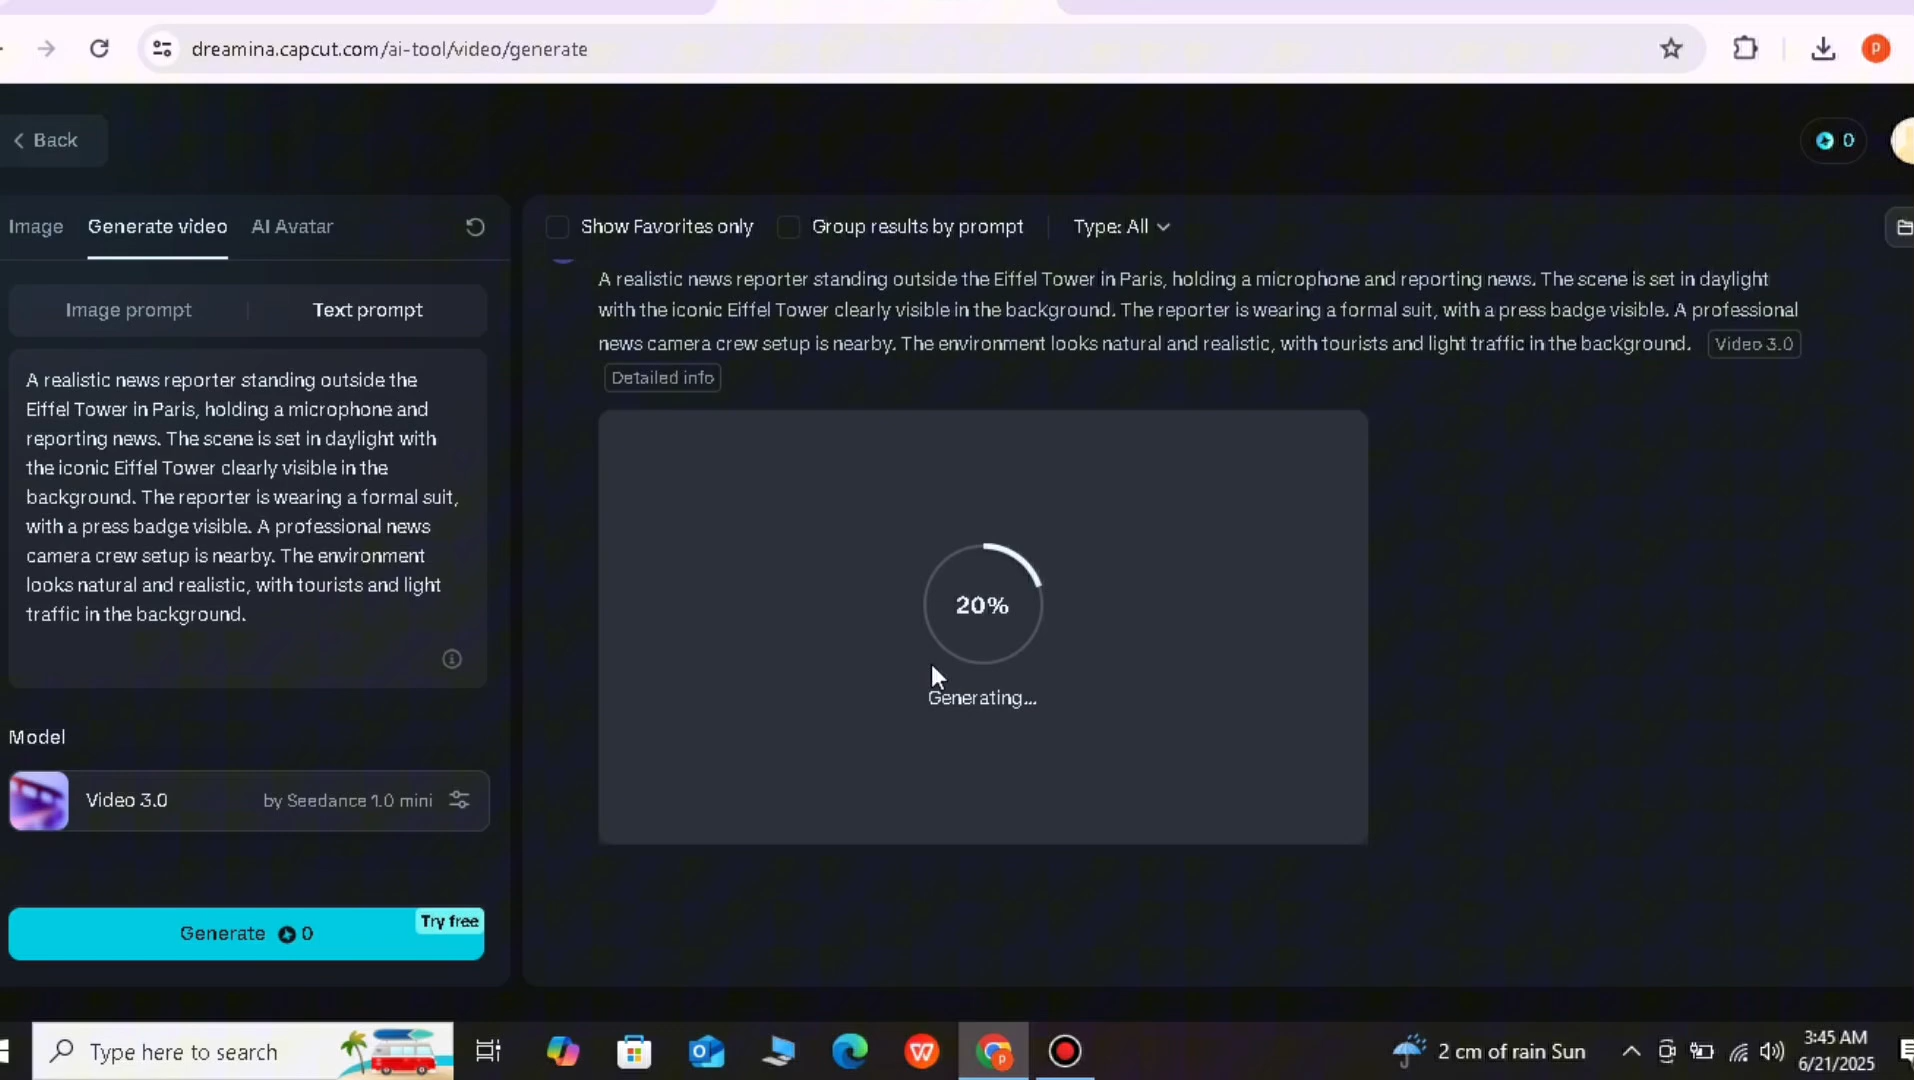 dreamina.capcut.com/ai-tool/video/generate
P
Back
0
Image
Generate video
AI Avatar
Show Favorites only
Group results by prompt
Type: All
Image prompt
Text prompt
A realistic news reporter standing outside the
Eiffel Tower in Paris, holding a microphone and
reporting news. The scene is set in daylight with
the iconic Eiffel Tower clearly visible in the
background. The reporter is wearing a formal suit,
with a press badge visible. A professional news
camera crew setup is nearby. The environment
looks natural and realistic, with tourists and light
traffic in the background.
Model
Video 3.0
by Seedance 1.0 mini
Generate 0
Try free
A realistic news reporter standing outside the Eiffel Tower in Paris, holding a microphone and reporting news. The scene is set in daylight
with the iconic Eiffel Tower clearly visible in the background. The reporter is wearing a formal suit, with a press badge visible. A professional
news camera crew setup is nearby. The environment looks natural and realistic, with tourists and light traffic in the background. Video 3.0
Detailed info
20%
Generating...
Type here to search
2 cm of rain Sun
3:45 AM
6/21/2025